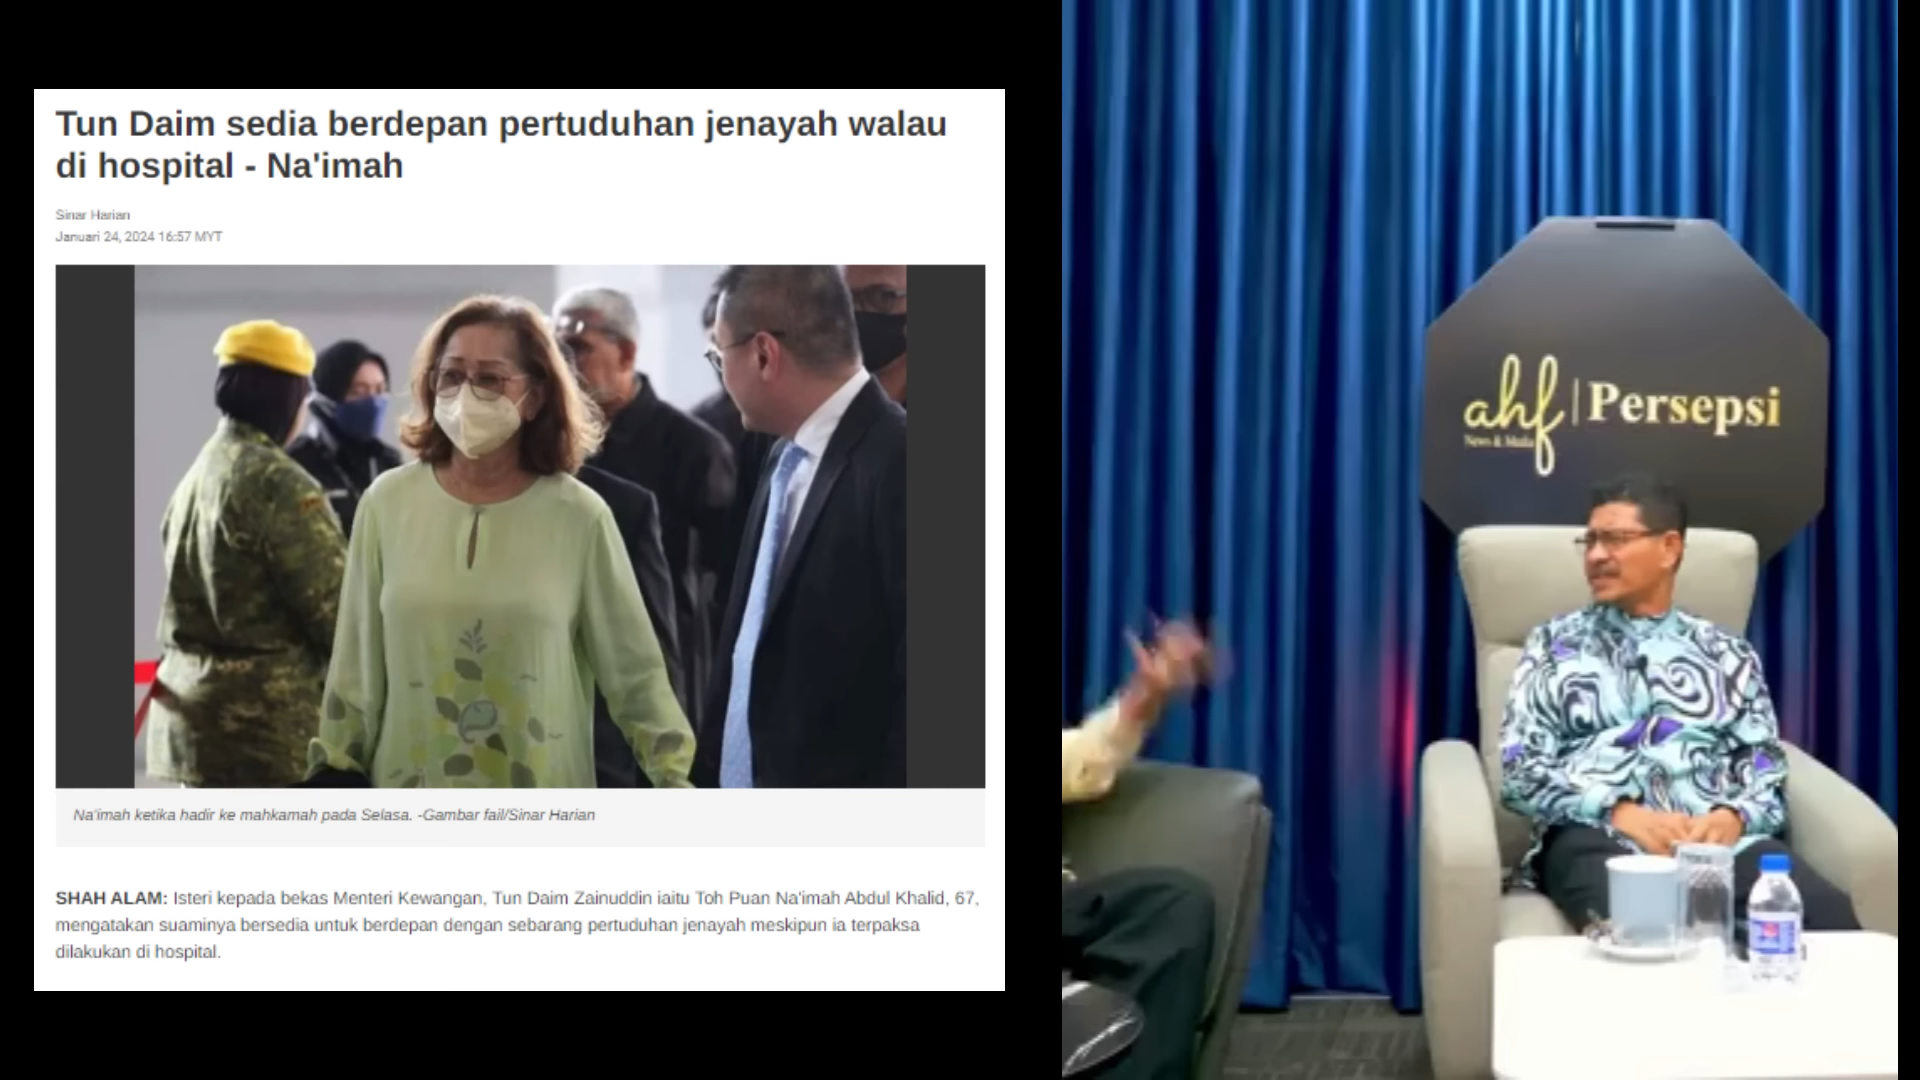 Tun Daim sedia berdepan pertuduhan jenayah walau
di hospital - Na'imah
Sinar Harian
Januari 24, 2024 16:57 MYT
Na'imah ketika hadir ke mahkamah pada Selasa. -Gambar fail/Sinar Harian
SHAH ALAM: Isteri kepada bekas Menteri Kewangan, Tun Daim Zainuddin iaitu Toh Puan Na'imah Abdul Khalid, 67,
mengatakan suaminya bersedia untuk berdepan dengan sebarang pertuduhan jenayah meskipun ia terpaksa
dilakukan di hospital.
ahf | Persepsi
News & Media